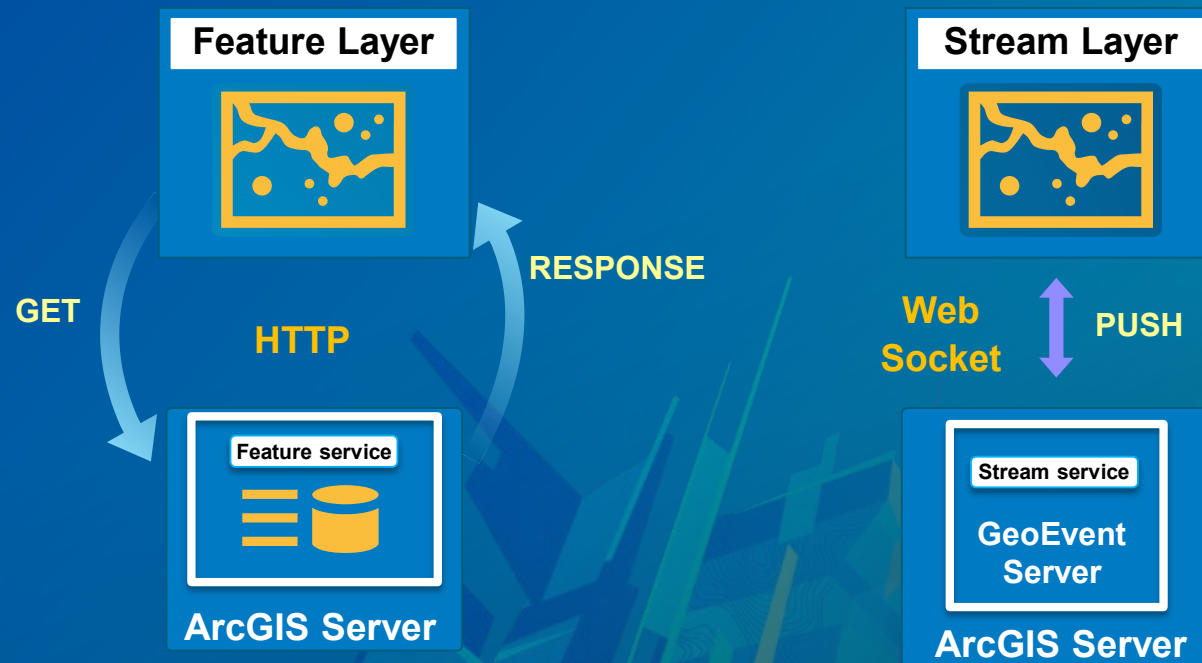 Feature Layer
GET
HTTP
RESPONSE
Feature service
ArcGIS Server
Stream Layer
Web
Socket
PUSH
Stream service
GeoEvent
Server
ArcGIS Server